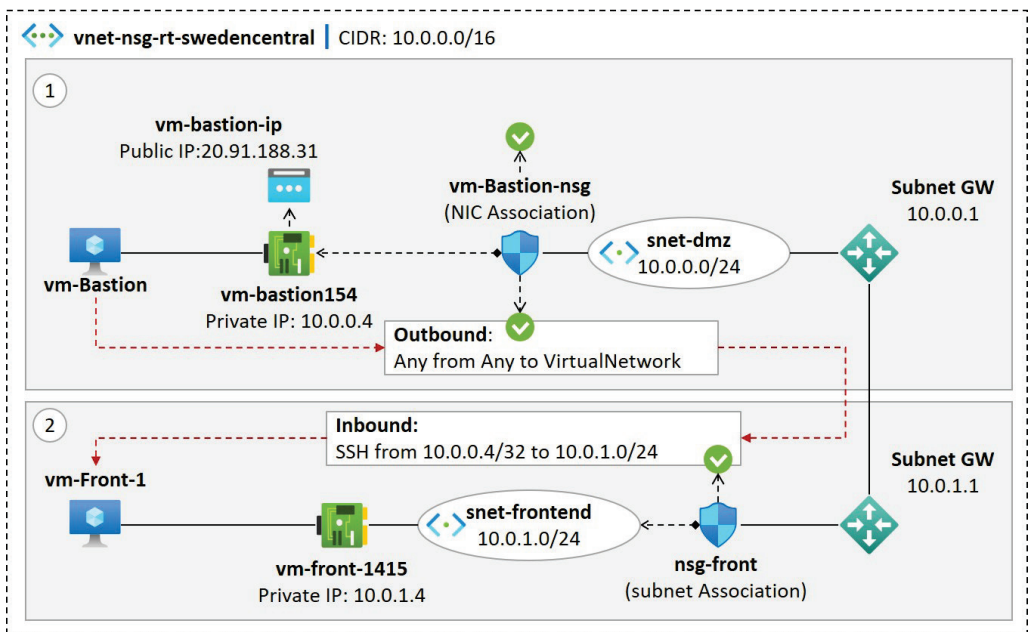 vnet-nsg-rt-swedencentral | CIDR: 10.0.0.0/16
1
vm-bastion-ip
Public IP:20.91.188.31
vm-Bastion-nsg
(NIC Association)
Subnet GW
10.0.0.1
snet-dmz
10.0.0.0/24
vm-Bastion
vm-bastion154
Private IP: 10.0.0.4
Outbound:
Any from Any to VirtualNetwork
2
Inbound:
SSH from 10.0.0.4/32 to 10.0.1.0/24
vm-Front-1
Subnet GW
10.0.1.1
snet-frontend
10.0.1.0/24
vm-front-1415
Private IP: 10.0.1.4
nsg-front
(subnet Association)